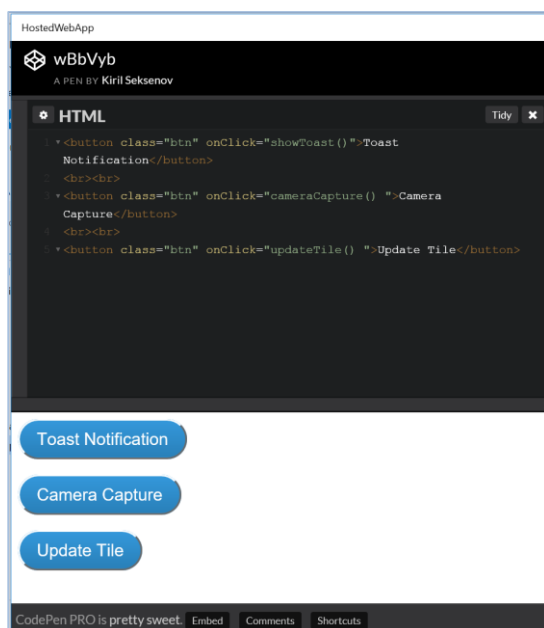 HostedWebApp
wBbVyb
A PEN BY Kiril Seksenov
HTML
Tidy
1 <button class="btn" onClick="showToast()">Toast
Notification</button>
2 <br><br>
3 <button class="btn" onClick="cameraCapture() ">Camera
Capture</button>
4 <br><br>
5 <button class="btn" onClick="updateTile() ">Update Tile</button>
Toast Notification
Camera Capture
Update Tile
CodePen PRO is pretty sweet. Embed Comments Shortcuts